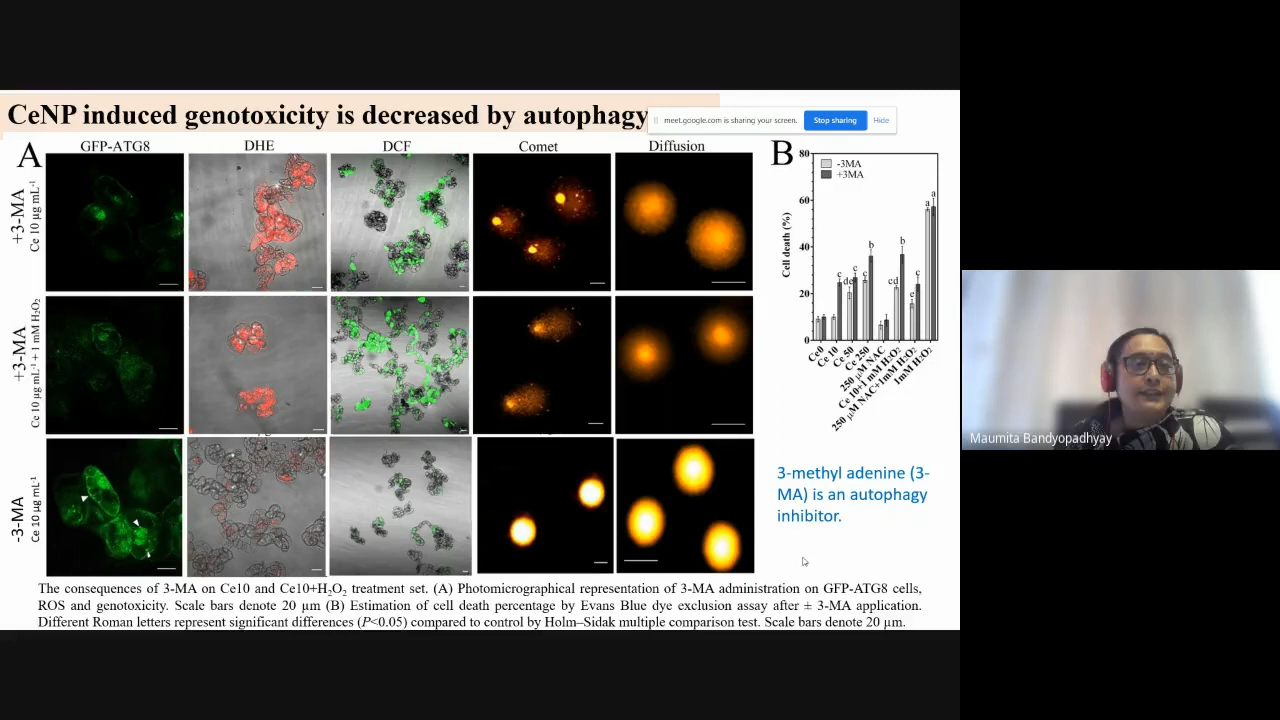 CeNP induced genotoxicity is decreased by autophagy
meet.google.com is sharing your screen.
Stop sharing
Hide
A
GFP-ATG8
DHE
DCF
Comet
Diffusion
+3-MA
Ce 10 µg mL⁻¹
+3-MA
Ce 10 µg mL⁻¹ + 1 mM H₂O₂
-3-MA
Ce 10 µg mL⁻¹
B
Cell death (%)
80
60
40
20
0
-3MA
+3MA
c
de
c
c
b
cd
b
e
c
a
a
Ce0
Ce 10
Ce 50
Ce 250
250 µM NAC
Ce 10+1 mM H₂O₂
250 µM NAC+1mM H₂O₂
1mM H₂O₂
3-methyl adenine (3-
MA) is an autophagy
inhibitor.
The consequences of 3-MA on Ce10 and Ce10+H₂O₂ treatment set. (A) Photomicrographical representation of 3-MA administration on GFP-ATG8 cells,
ROS and genotoxicity. Scale bars denote 20 µm (B) Estimation of cell death percentage by Evans Blue dye exclusion assay after ± 3-MA application.
Different Roman letters represent significant differences (P<0.05) compared to control by Holm–Sidak multiple comparison test. Scale bars denote 20 µm.
Maumita Bandyopadhyay